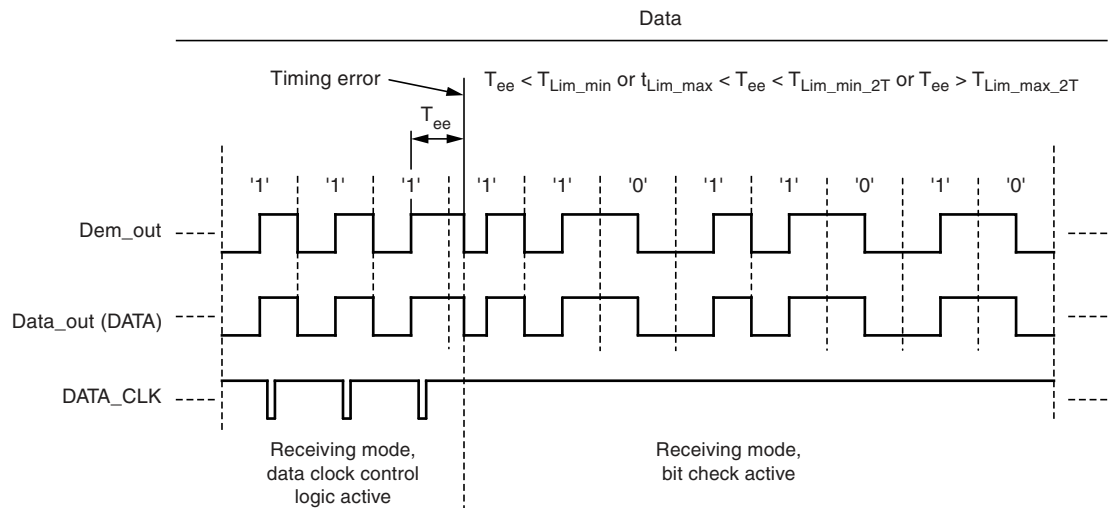 Data
Timing error
T_ee < T_Lim_min or t_Lim_max < T_ee < T_Lim_min_2T or T_ee > T_Lim_max_2T
T_ee
'1' '1' '1' '1' '1' '0' '1' '1' '0' '1' '0'
Dem_out
Data_out (DATA)
DATA_CLK
Receiving mode,
data clock control
logic active
Receiving mode,
bit check active